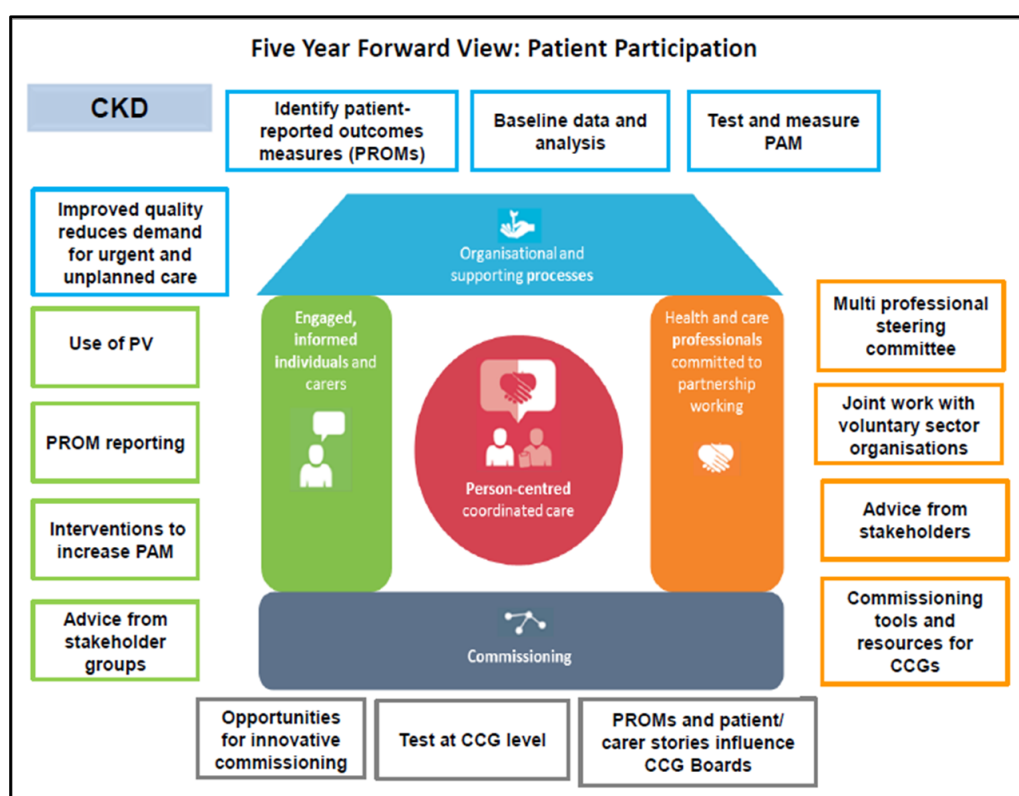 Five Year Forward View: Patient Participation
CKD
Identify patient-
reported outcomes
measures (PROMs)
Baseline data and
analysis
Test and measure
PAM
Improved quality
reduces demand
for urgent and
unplanned care
Use of PV
PROM reporting
Interventions to
increase PAM
Advice from
stakeholder
groups
Organisational and
supporting processes
Engaged,
informed
individuals and
carers
Person-centred
coordinated care
Health and care
professionals
committed to
partnership
working
Commissioning
Multi professional
steering
committee
Joint work with
voluntary sector
organisations
Advice from
stakeholders
Commissioning
tools and
resources for
CCGs
Opportunities
for innovative
commissioning
Test at CCG level
PROMs and patient/
carer stories influence
CCG Boards